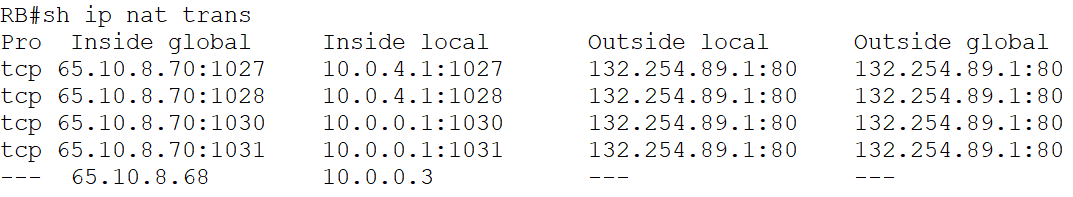 RB#sh ip nat trans
Pro  Inside global     Inside local       Outside local      Outside global
tcp 65.10.8.70:1027    10.0.4.1:1027      132.254.89.1:80    132.254.89.1:80
tcp 65.10.8.70:1028    10.0.4.1:1028      132.254.89.1:80    132.254.89.1:80
tcp 65.10.8.70:1030    10.0.0.1:1030      132.254.89.1:80    132.254.89.1:80
tcp 65.10.8.70:1031    10.0.0.1:1031      132.254.89.1:80    132.254.89.1:80
---  65.10.8.68        10.0.0.3           ---                ---